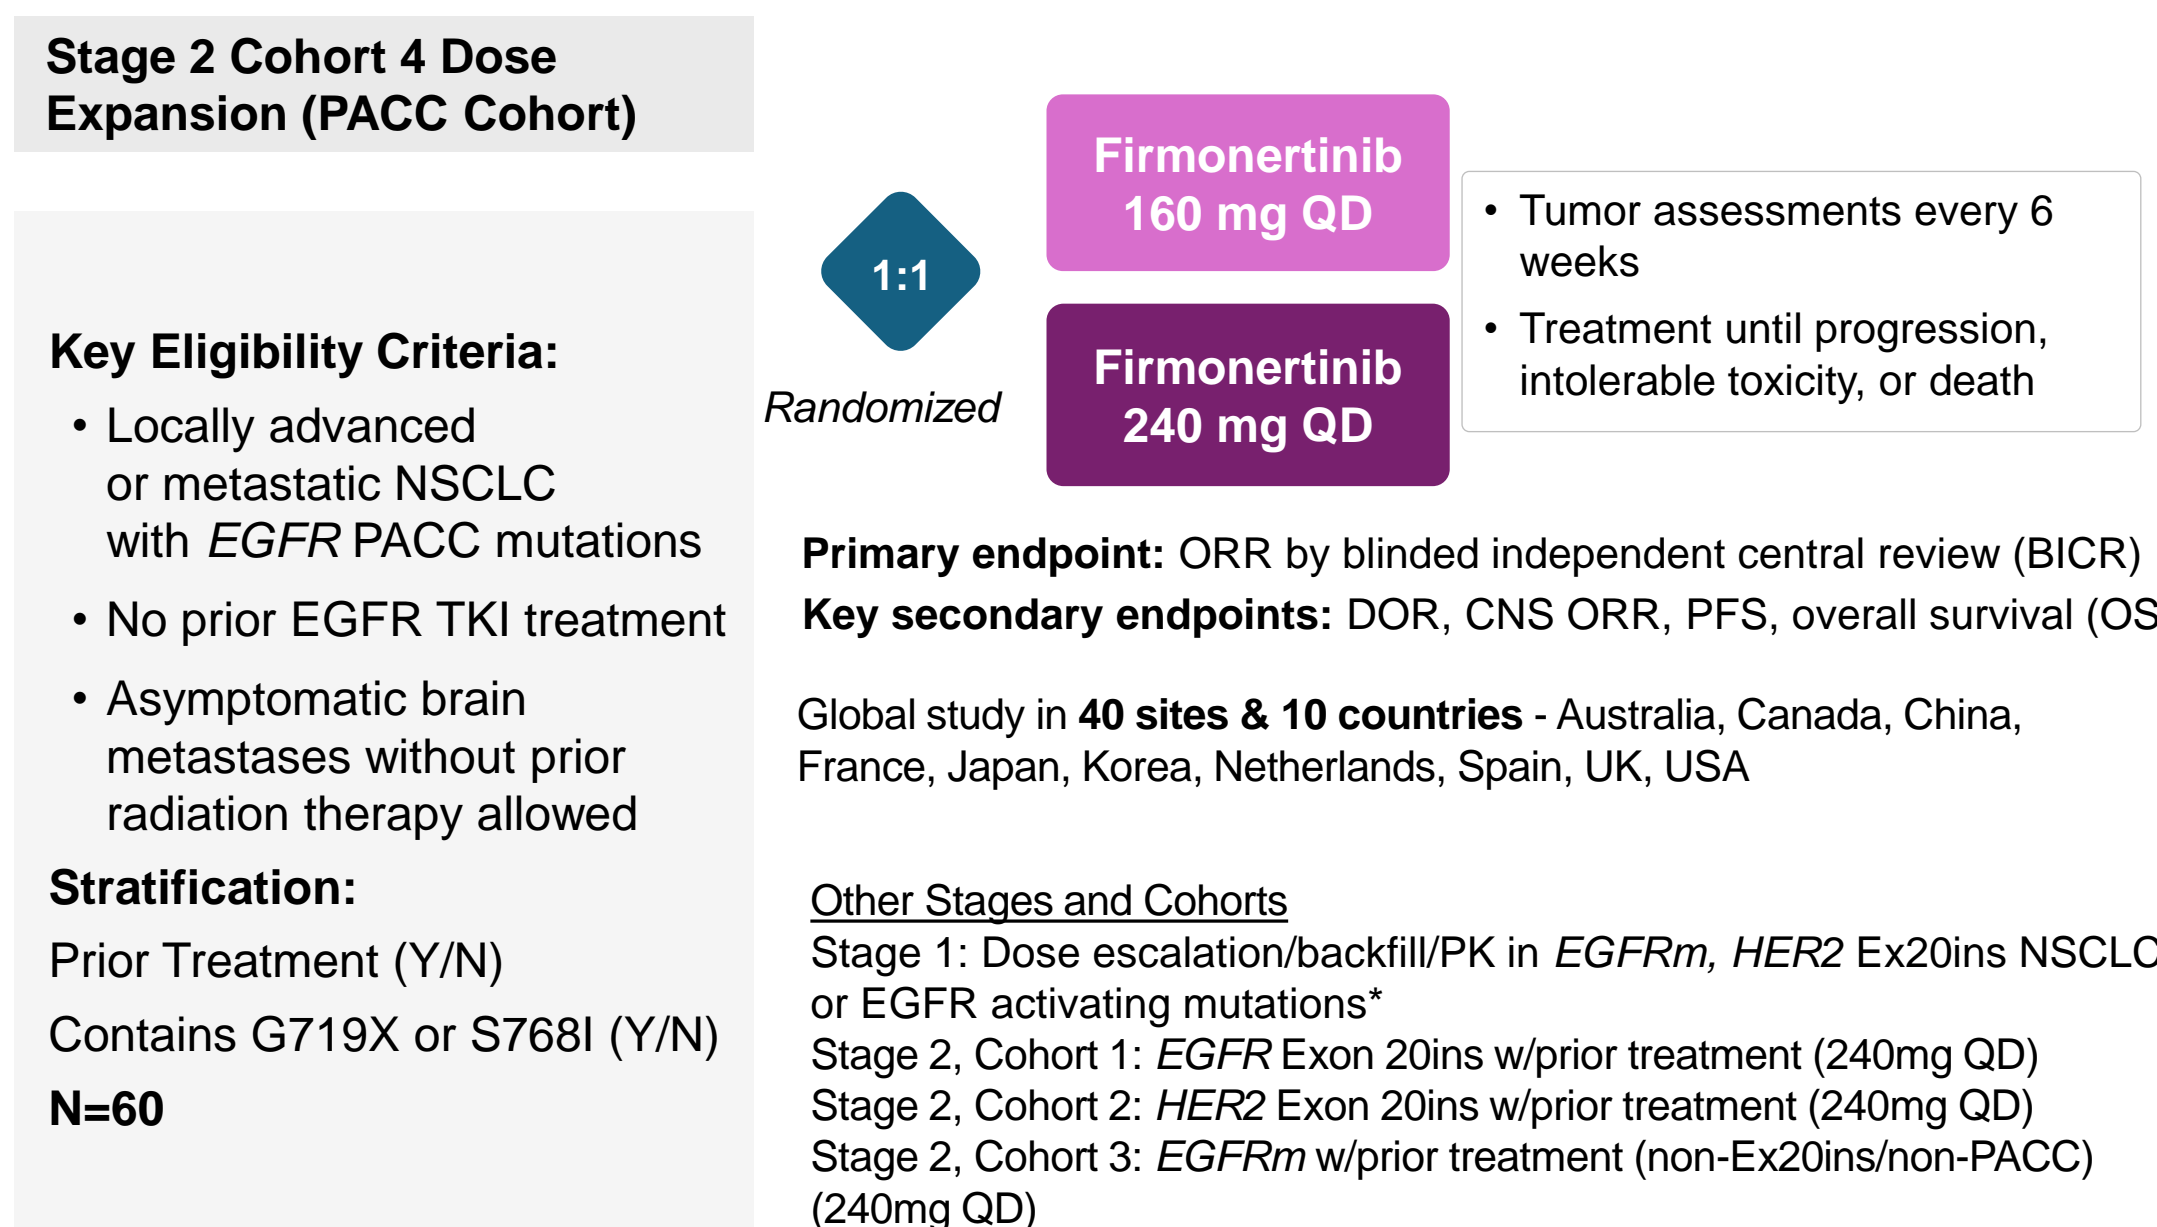 Stage 2 Cohort 4 Dose
Expansion (PACC Cohort)
Key Eligibility Criteria:
• Locally advanced
or metastatic NSCLC
with EGFR PACC mutations
• No prior EGFR TKI treatment
• Asymptomatic brain
metastases without prior
radiation therapy allowed
Stratification:
Prior Treatment (Y/N)
Contains G719X or S768I (Y/N)
N=60
1:1
Randomized
Firmonertinib
160 mg QD
Firmonertinib
240 mg QD
• Tumor assessments every 6
weeks
• Treatment until progression,
intolerable toxicity, or death
Primary endpoint: ORR by blinded independent central review (BICR)
Key secondary endpoints: DOR, CNS ORR, PFS, overall survival (OS
Global study in 40 sites & 10 countries - Australia, Canada, China,
France, Japan, Korea, Netherlands, Spain, UK, USA
Other Stages and Cohorts
Stage 1: Dose escalation/backfill/PK in EGFRm, HER2 Ex20ins NSCLC
or EGFR activating mutations*
Stage 2, Cohort 1: EGFR Exon 20ins w/prior treatment (240mg QD)
Stage 2, Cohort 2: HER2 Exon 20ins w/prior treatment (240mg QD)
Stage 2, Cohort 3: EGFRm w/prior treatment (non-Ex20ins/non-PACC)
(240mg QD)